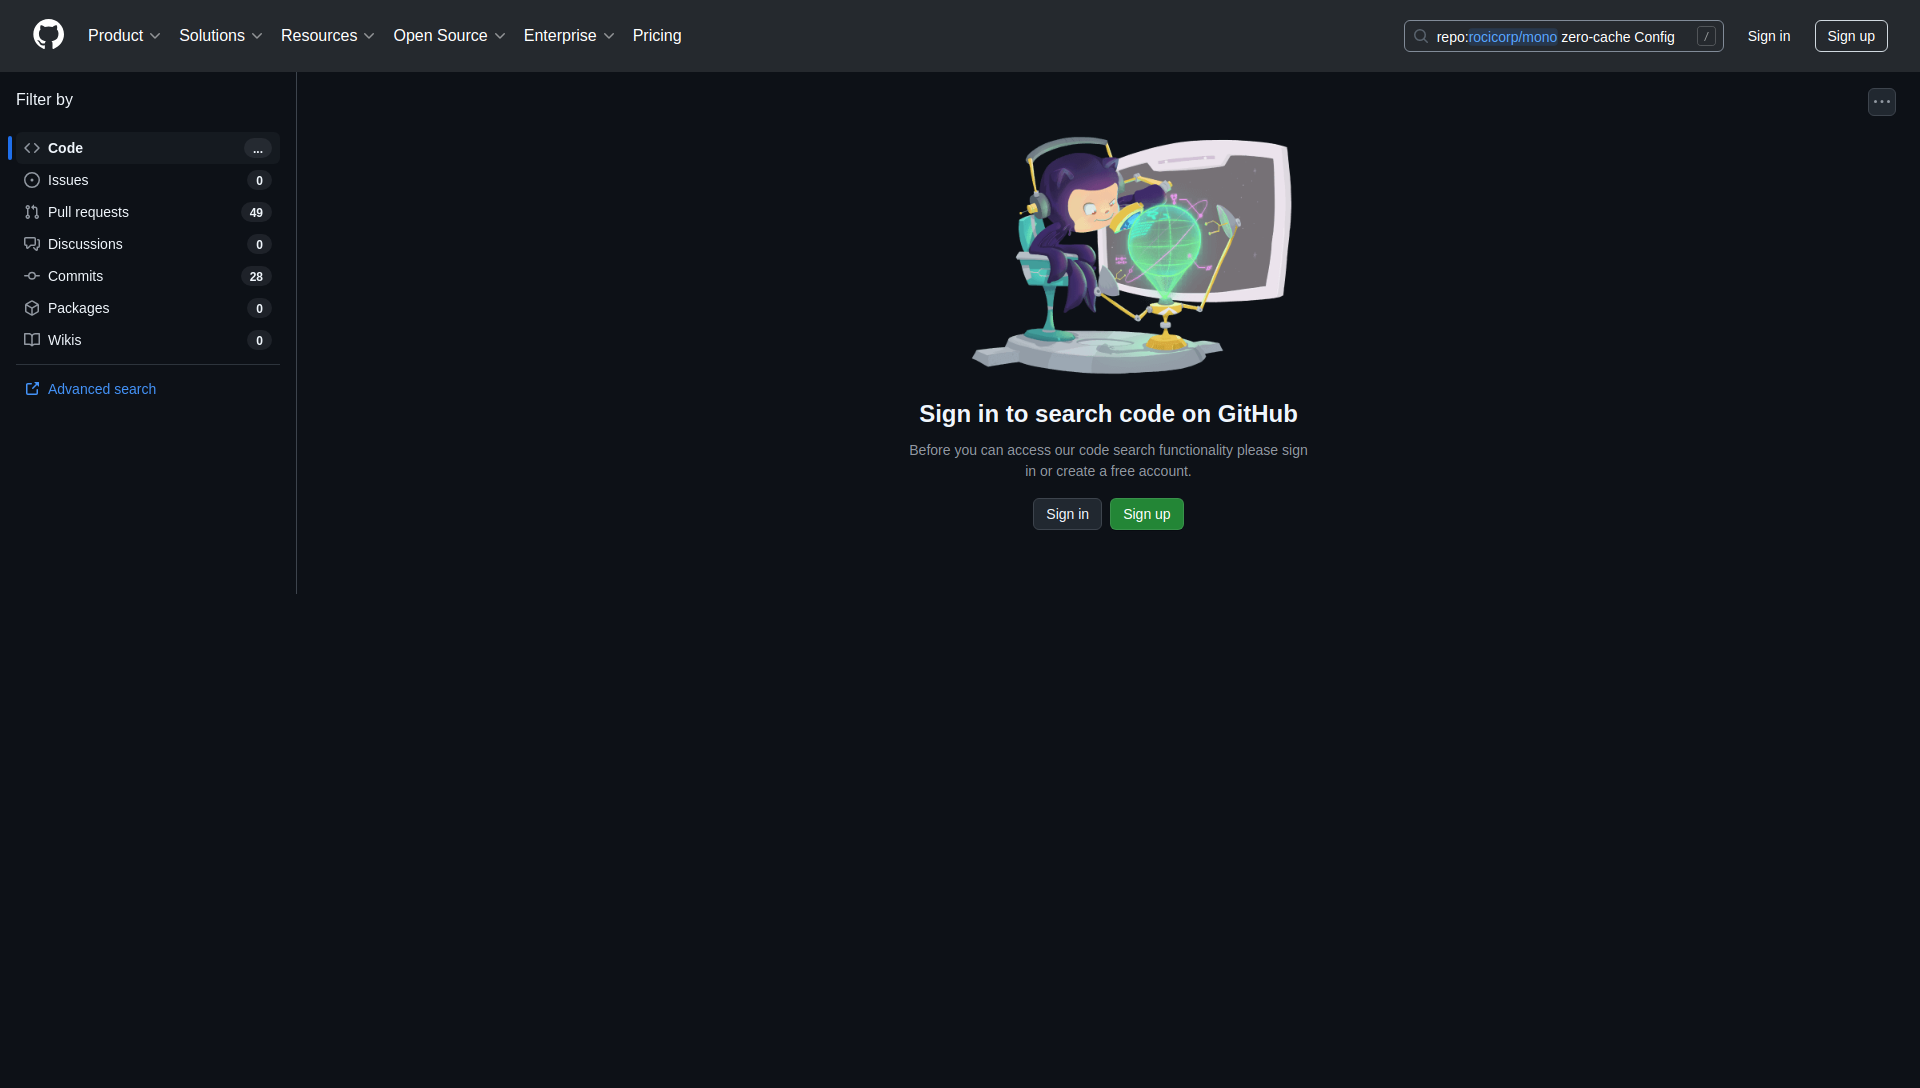 Product
Solutions
Resources
Open Source
Enterprise
Pricing
repo:rocicorp/mono zero-cache Config
/
Sign in
Sign up
Filter by
Code ...
Issues 0
Pull requests 49
Discussions 0
Commits 28
Packages 0
Wikis 0
Advanced search
Sign in to search code on GitHub
Before you can access our code search functionality please sign
in or create a free account.
Sign in
Sign up